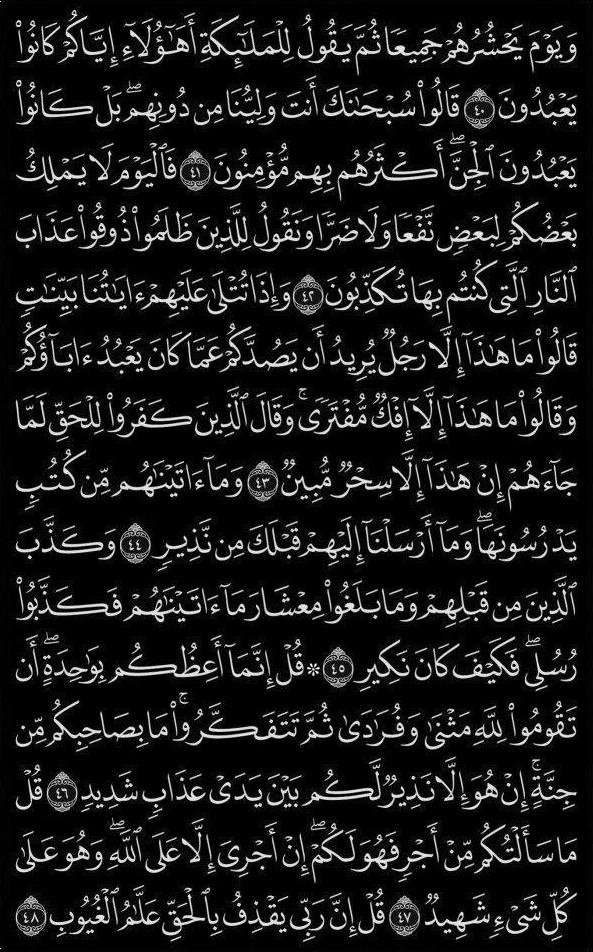 وَيَوْمَ يَحْشُرُهُمْ جَمِيعًا ثُمَّ يَقُولُ لِلْمَلَٰٓئِكَةِ أَهَٰٓؤُلَآءِ إِيَّاكُمْ كَانُوا۟
يَعْبُدُونَ ٤٠ قَالُوا۟ سُبْحَٰنَكَ أَنتَ وَلِيُّنَا مِن دُونِهِم ۖ بَلْ كَانُوا۟
يَعْبُدُونَ ٱلْجِنَّ ۖ أَكْثَرُهُم بِهِم مُّؤْمِنُونَ ٤١ فَٱلْيَوْمَ لَا يَمْلِكُ
بَعْضُكُمْ لِبَعْضٍ نَّفْعًا وَلَا ضَرًّا وَنَقُولُ لِلَّذِينَ ظَلَمُوا۟ ذُوقُوا۟ عَذَابَ
ٱلنَّارِ ٱلَّتِى كُنتُم بِهَا تُكَذِّبُونَ ٤٢ وَإِذَا تُتْلَىٰ عَلَيْهِمْ ءَايَٰتُنَا بَيِّنَٰتٍ
قَالُوا۟ مَا هَٰذَآ إِلَّا رَجُلٌ يُرِيدُ أَن يَصُدَّكُمْ عَمَّا كَانَ يَعْبُدُ ءَابَآؤُكُمْ
وَقَالُوا۟ مَا هَٰذَآ إِلَّآ إِفْكٌ مُّفْتَرًى ۚ وَقَالَ ٱلَّذِينَ كَفَرُوا۟ لِلْحَقِّ لَمَّا
جَآءَهُمْ إِنْ هَٰذَآ إِلَّا سِحْرٌ مُّبِينٌ ٤٣ وَمَآ ءَاتَيْنَٰهُم مِّن كُتُبٍ
يَدْرُسُونَهَا ۖ وَمَآ أَرْسَلْنَآ إِلَيْهِمْ قَبْلَكَ مِن نَّذِيرٍ ٤٤ وَكَذَّبَ
ٱلَّذِينَ مِن قَبْلِهِمْ وَمَا بَلَغُوا۟ مِعْشَارَ مَآ ءَاتَيْنَٰهُمْ فَكَذَّبُوا۟
رُسُلِى ۖ فَكَيْفَ كَانَ نَكِيرِ ٤٥ ۞ قُلْ إِنَّمَآ أَعِظُكُم بِوَٰحِدَةٍ ۖ أَن
تَقُومُوا۟ لِلَّهِ مَثْنَىٰ وَفُرَٰدَىٰ ثُمَّ تَتَفَكَّرُوا۟ ۚ مَا بِصَاحِبِكُم مِّن
جِنَّةٍ ۚ إِنْ هُوَ إِلَّا نَذِيرٌ لَّكُم بَيْنَ يَدَىْ عَذَابٍ شَدِيدٍ ٤٦ قُلْ
مَا سَأَلْتُكُم مِّنْ أَجْرٍ فَهُوَ لَكُمْ ۖ إِنْ أَجْرِىَ إِلَّا عَلَى ٱللَّهِ ۖ وَهُوَ عَلَىٰ
كُلِّ شَىْءٍ شَهِيدٌ ٤٧ قُلْ إِنَّ رَبِّى يَقْذِفُ بِٱلْحَقِّ عَلَّٰمُ ٱلْغُيُوبِ ٤٨